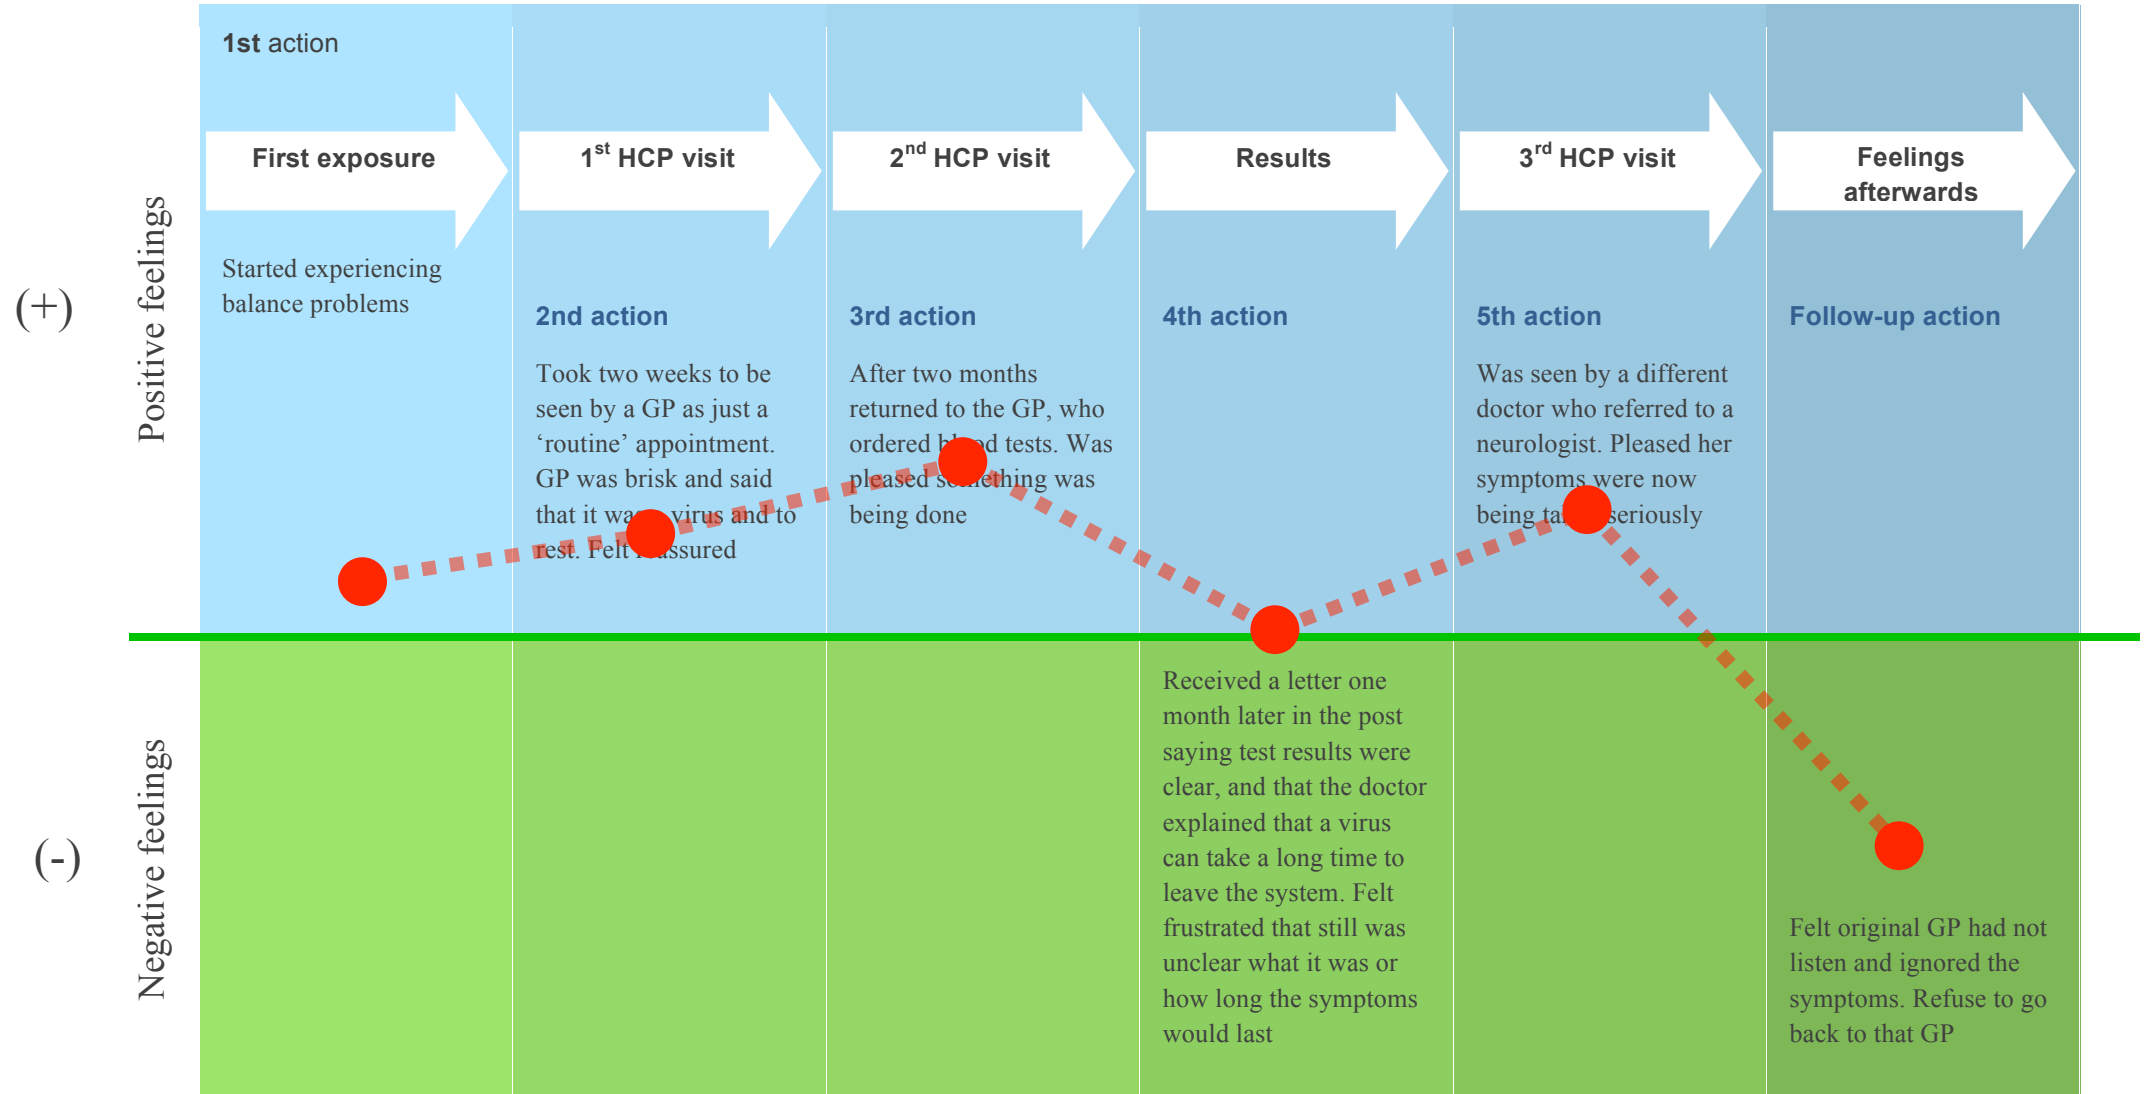 1st action
First exposure
1st HCP visit
2nd HCP visit
Results
3rd HCP visit
Feelings
afterwards
(+)
Positive feelings
Started experiencing
balance problems
2nd action
Took two weeks to be
seen by a GP as just a
‘routine’ appointment.
GP was brisk and said
that it was virus and to
rest. Felt
3rd action
After two months
returned to the GP, who
ordered blood tests. Was
pleased something was
being done
4th action
5th action
Was seen by a different
doctor who referred to a
neurologist. Pleased her
symptoms were now
being seriously
Follow-up action
(-)
Negative feelings
Received a letter one
month later in the post
saying test results were
clear, and that the doctor
explained that a virus
can take a long time to
leave the system. Felt
frustrated that still was
unclear what it was or
how long the symptoms
would last
Felt original GP had not
listen and ignored the
symptoms. Refuse to go
back to that GP